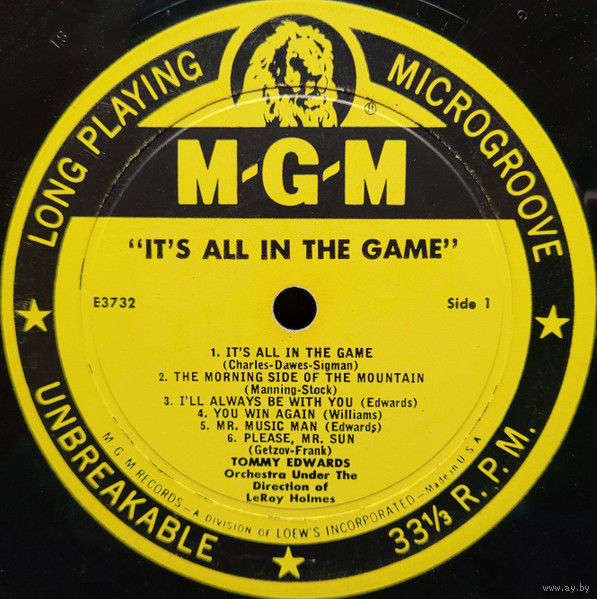 LONG PLAYING
MICROGROOVE
M-G-M
"IT'S ALL IN THE GAME"
E3732
Side 1
1. IT'S ALL IN THE GAME
(Charles-Dawes-Sigman)
2. THE MORNING SIDE OF THE MOUNTAIN
(Manning-Stock)
3. I'LL ALWAYS BE WITH YOU (Edwards)
4. YOU WIN AGAIN (Williams)
5. MR. MUSIC MAN (Edwards)
6. PLEASE, MR. SUN
(Getzov-Frank)
TOMMY EDWARDS
Orchestra Under The
Direction of
LeRoy Holmes
M G M RECORDS – A DIVISION OF LOEW'S INCORPORATED – Made in U.S.A
UNBREAKABLE
33 1/3 R.P.M.
www.ay.by